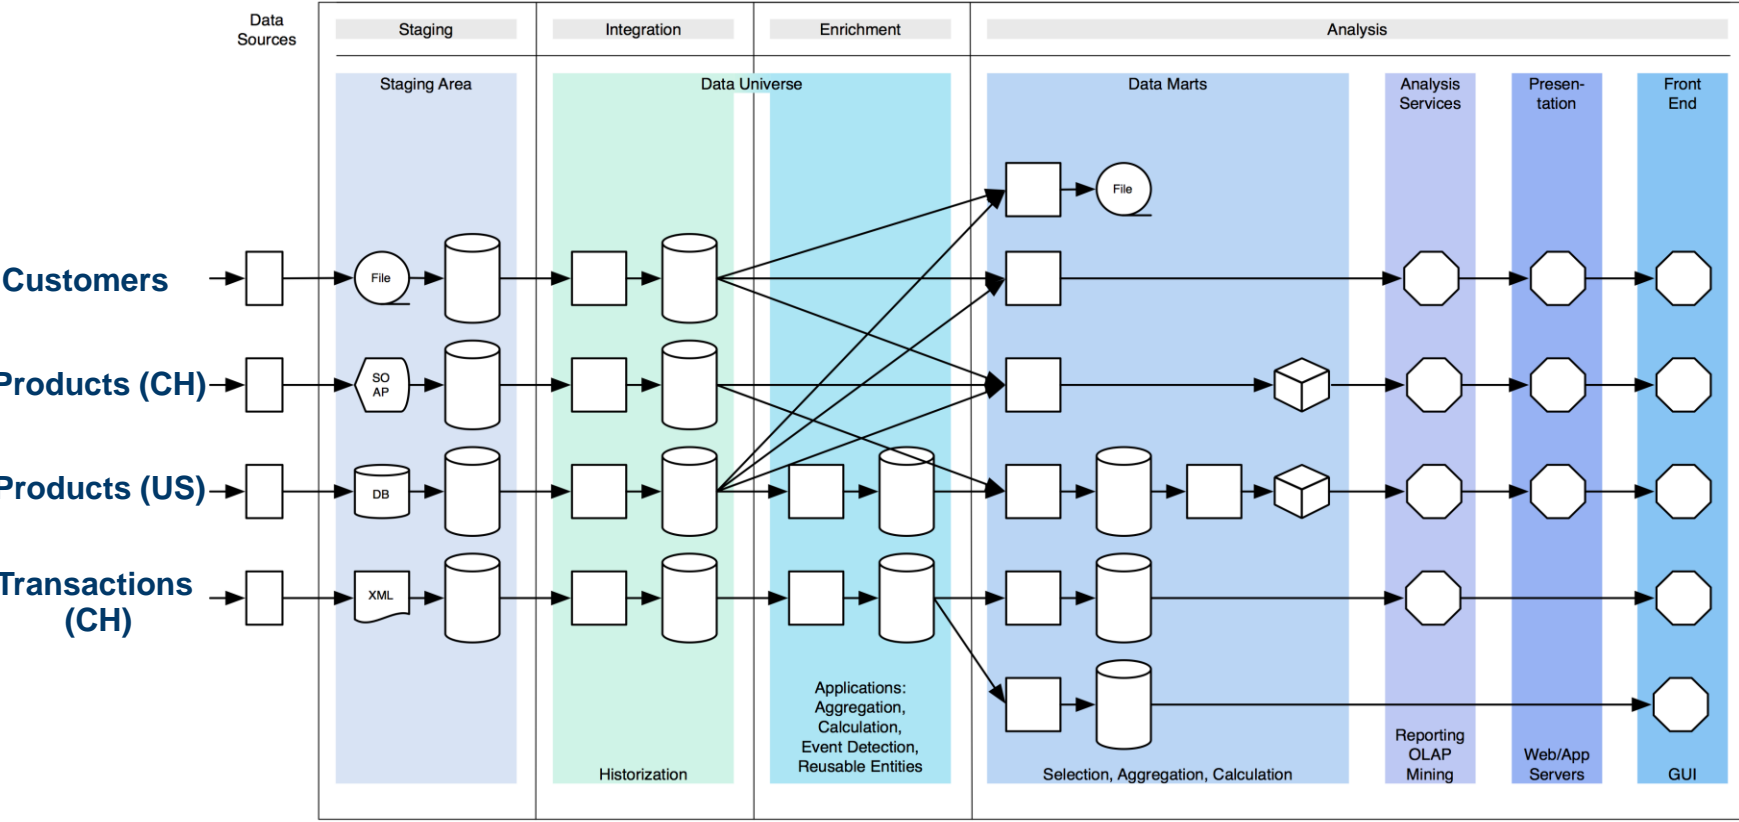 Data
Sources
Staging
Integration
Enrichment
Analysis
Staging Area
Data Universe
Data Marts
Analysis
Services
Presen-
tation
Front
End
File
Customers
File
Products (CH)
SO
AP
Products (US)
DB
Transactions
(CH)
XML
Applications:
Aggregation,
Calculation,
Event Detection,
Reusable Entities
Historization
Selection, Aggregation, Calculation
Reporting
OLAP
Mining
Web/App
Servers
GUI